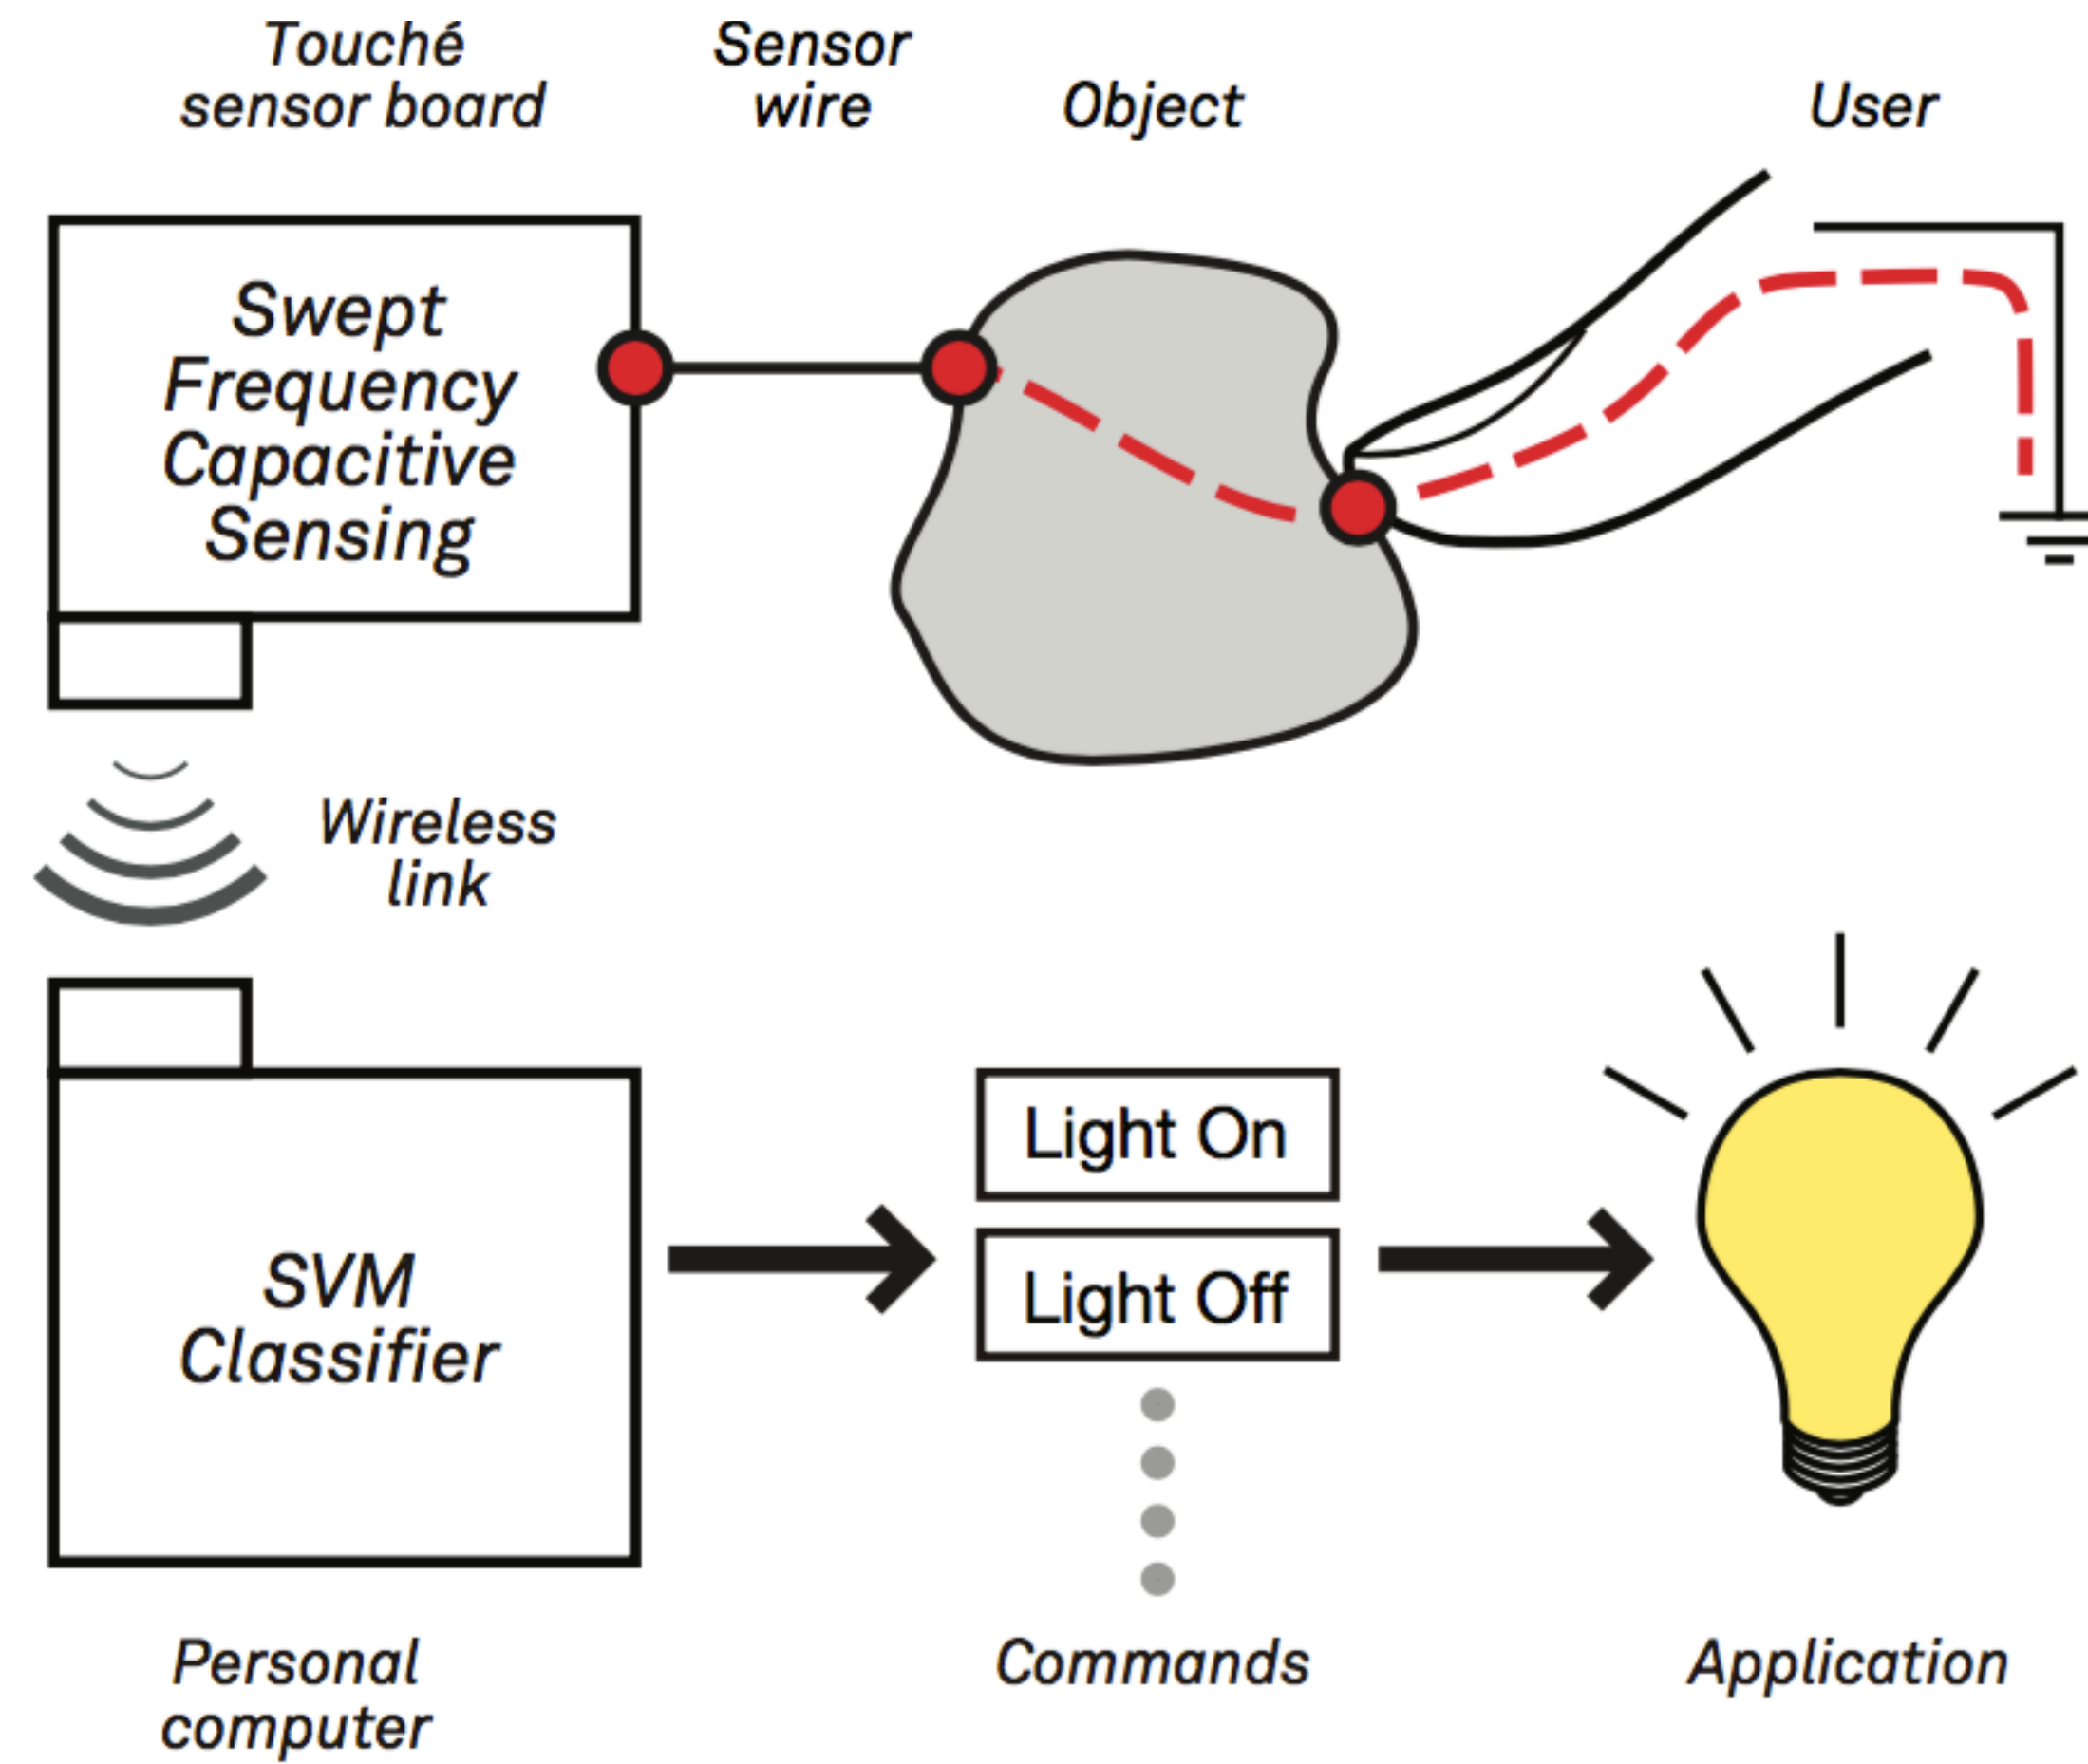 Touché
sensor board
Sensor
wire
Object
User
Swept
Frequency
Capacitive
Sensing
Wireless
link
SVM
Classifier
Light On
Light Off
Personal
computer
Commands
Application